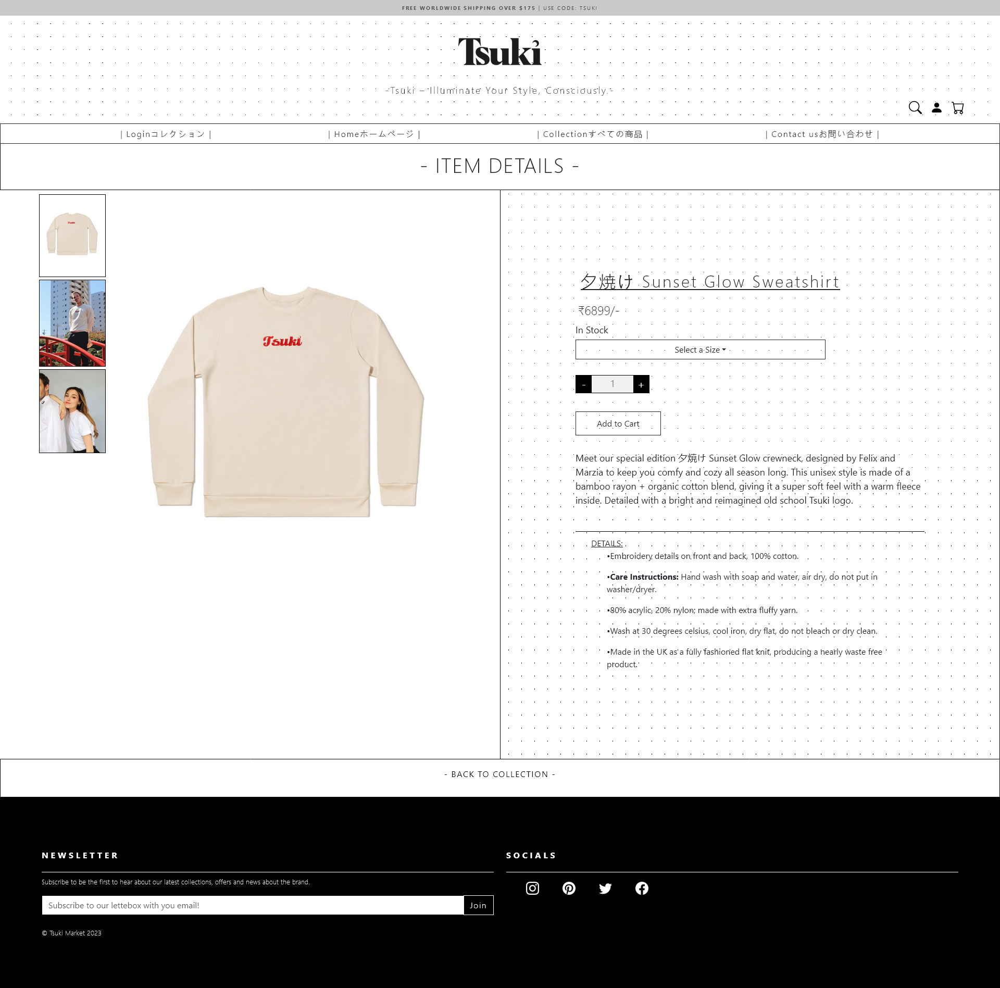 FREE WORLDWIDE SHIPPING OVER $175 | USE CODE: TSUKI
Tsuki
-Tsuki – Illuminate Your Style, Consciously.-
| Loginコレクション |
| Homeホームページ |
| Collectionすべての商品 |
| Contact usお問い合わせ |
- ITEM DETAILS -
Tsuki
Tsuki
夕焼け Sunset Glow Sweatshirt
₹6899/-
In Stock
Select a Size
- 1 +
Add to Cart
Meet our special edition 夕焼け Sunset Glow crewneck, designed by Felix and
Marzia to keep you comfy and cozy all season long. This unisex style is made of a
bamboo rayon + organic cotton blend, giving it a super soft feel with a warm fleece
inside. Detailed with a bright and reimagined old school Tsuki logo.
DETAILS:
•Embroidery details on front and back, 100% cotton.
•Care Instructions: Hand wash with soap and water, air dry, do not put in
washer/dryer.
•80% acrylic, 20% nylon; made with extra fluffy yarn.
•Wash at 30 degrees celsius, cool iron, dry flat, do not bleach or dry clean.
•Made in the UK as a fully fashioned flat knit, producing a nearly waste free
product.
- BACK TO COLLECTION -
NEWSLETTER
Subscribe to be the first to hear about our latest collections, offers and news about the brand.
Subscribe to our lettebox with you email!
Join
© Tsuki Market 2023
SOCIALS